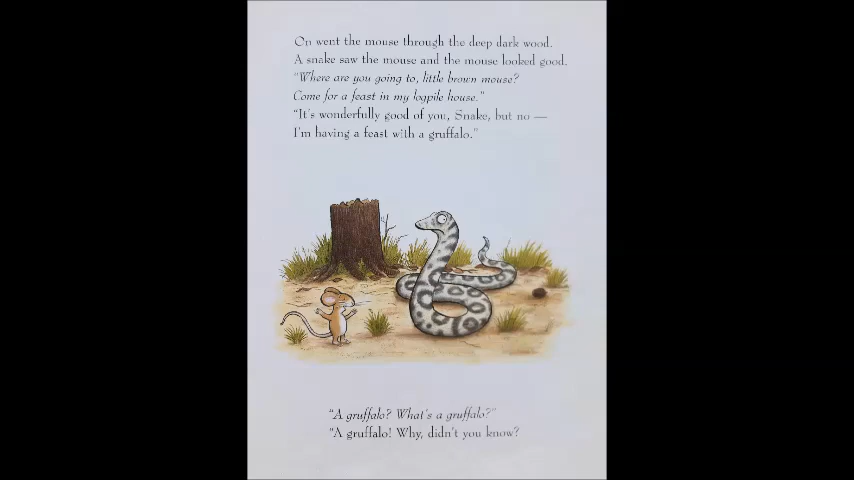 On went the mouse through the deep dark wood.
A snake saw the mouse and the mouse looked good.
"Where are you going to, little brown mouse?
Come for a feast in my logpile house."
"It's wonderfully good of you, Snake, but no —
I'm having a feast with a gruffalo."
"A gruffalo? What's a gruffalo?"
"A gruffalo! Why, didn't you know?